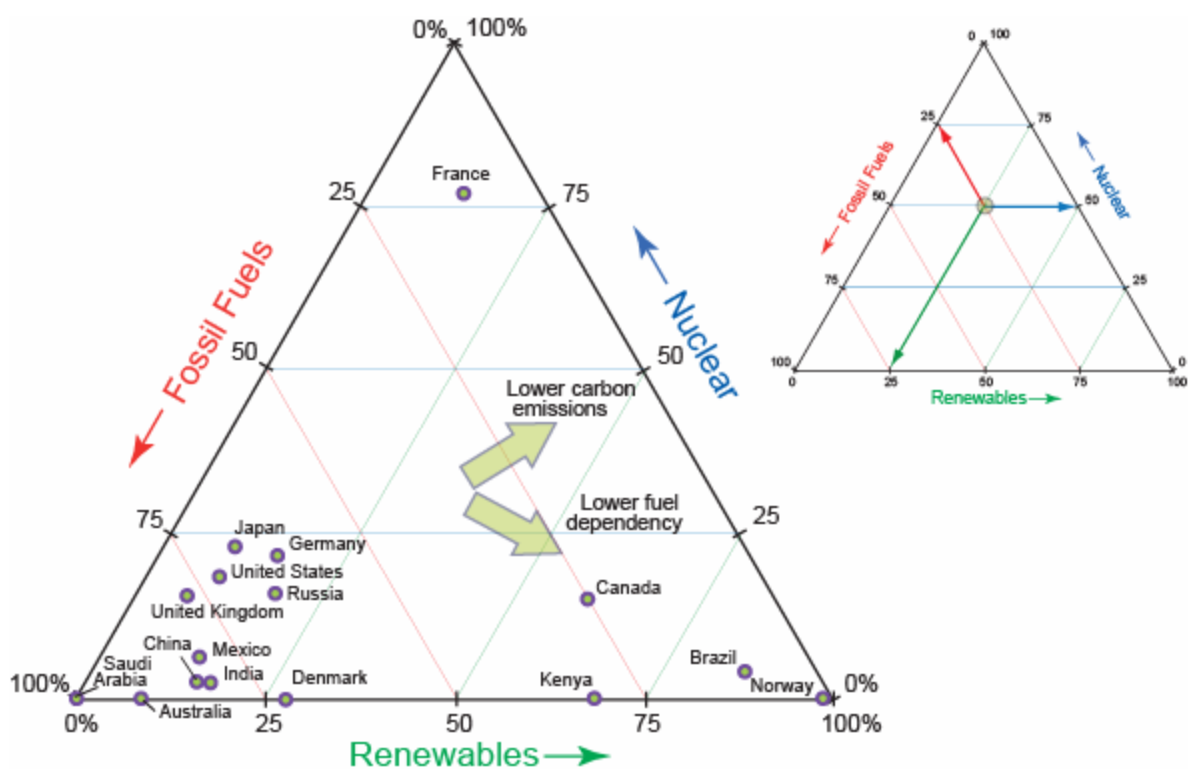 0% 100%
France
25 75
Fossil Fuels
Nuclear
50 50
Lower carbon
emissions
Lower fuel
dependency
75 25
Japan
Germany
United States
Russia
United Kingdom
Canada
China
Mexico
India
Saudi
Arabia
Denmark
Kenya
Brazil
Norway
Australia
100% 0%
0% 25 50 75 100%
Renewables
0 100
25 75
Fossil Fuels
Nuclear
50 50
75 25
100 0
0 25 50 75 100
Renewables